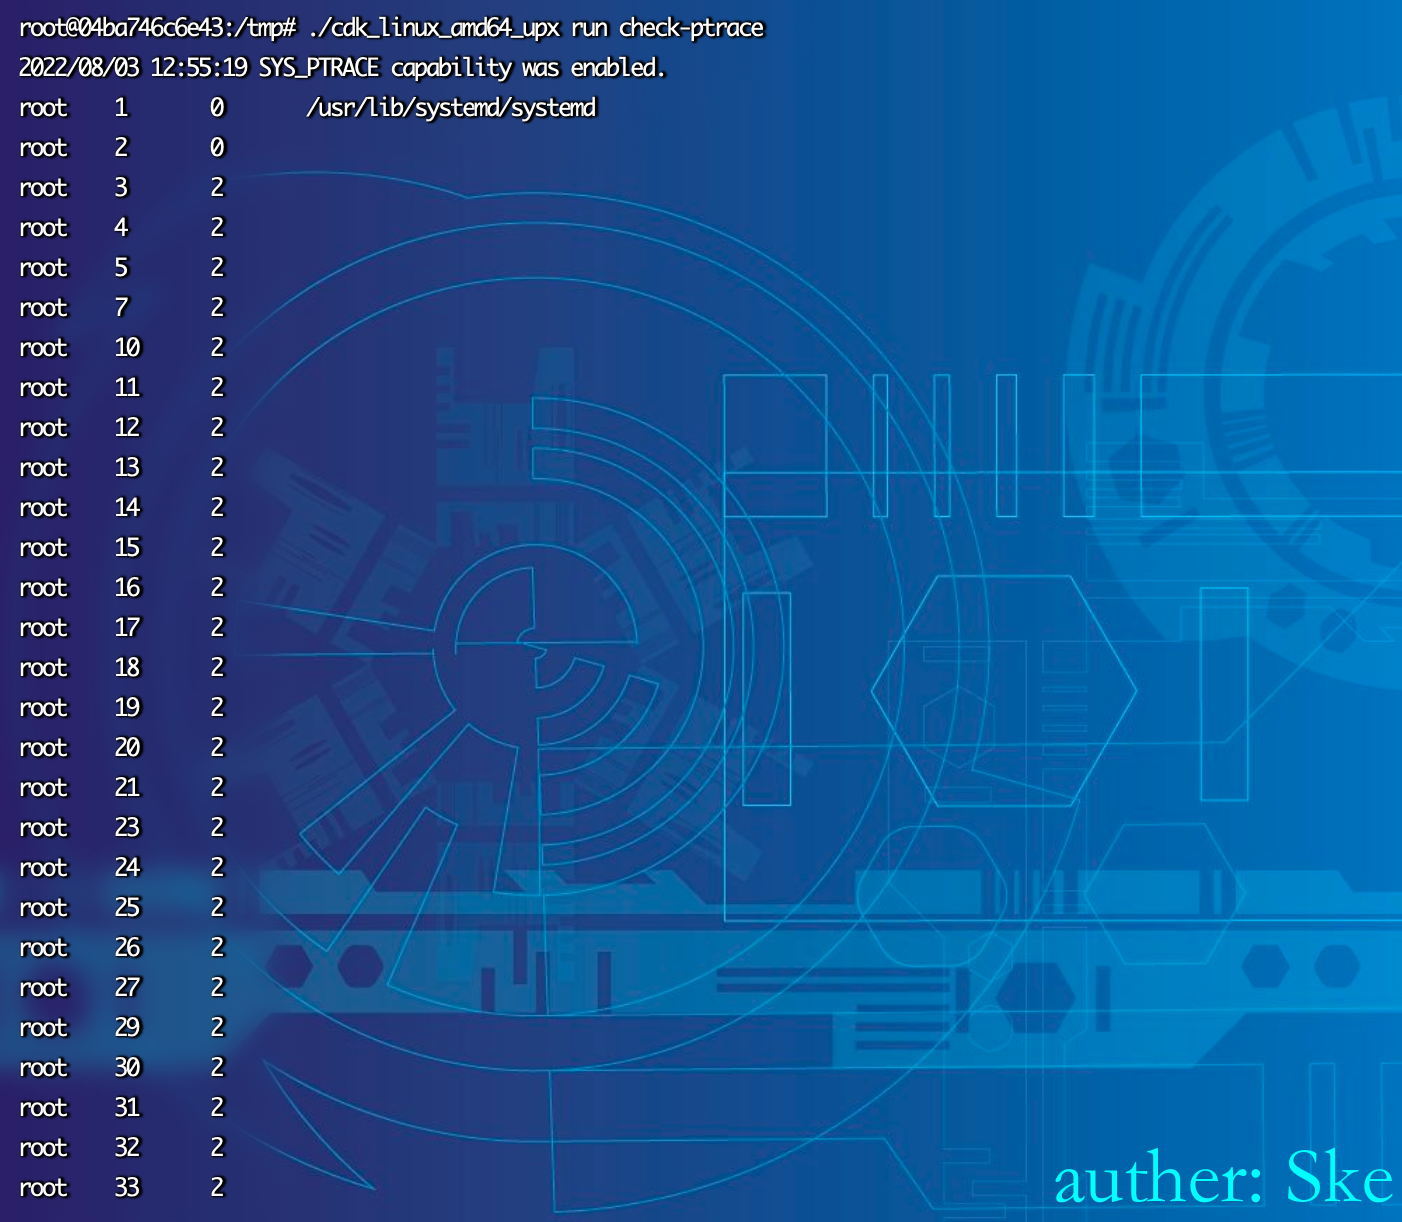 root@04ba746c6e43:/tmp# ./cdk_linux_amd64_upx run check-ptrace
2022/08/03 12:55:19 SYS_PTRACE capability was enabled.
root 1 0 /usr/lib/systemd/systemd
root 2 0
root 3 2
root 4 2
root 5 2
root 7 2
root 10 2
root 11 2
root 12 2
root 13 2
root 14 2
root 15 2
root 16 2
root 17 2
root 18 2
root 19 2
root 20 2
root 21 2
root 23 2
root 24 2
root 25 2
root 26 2
root 27 2
root 29 2
root 30 2
root 31 2
root 32 2
root 33 2
auther: Ske